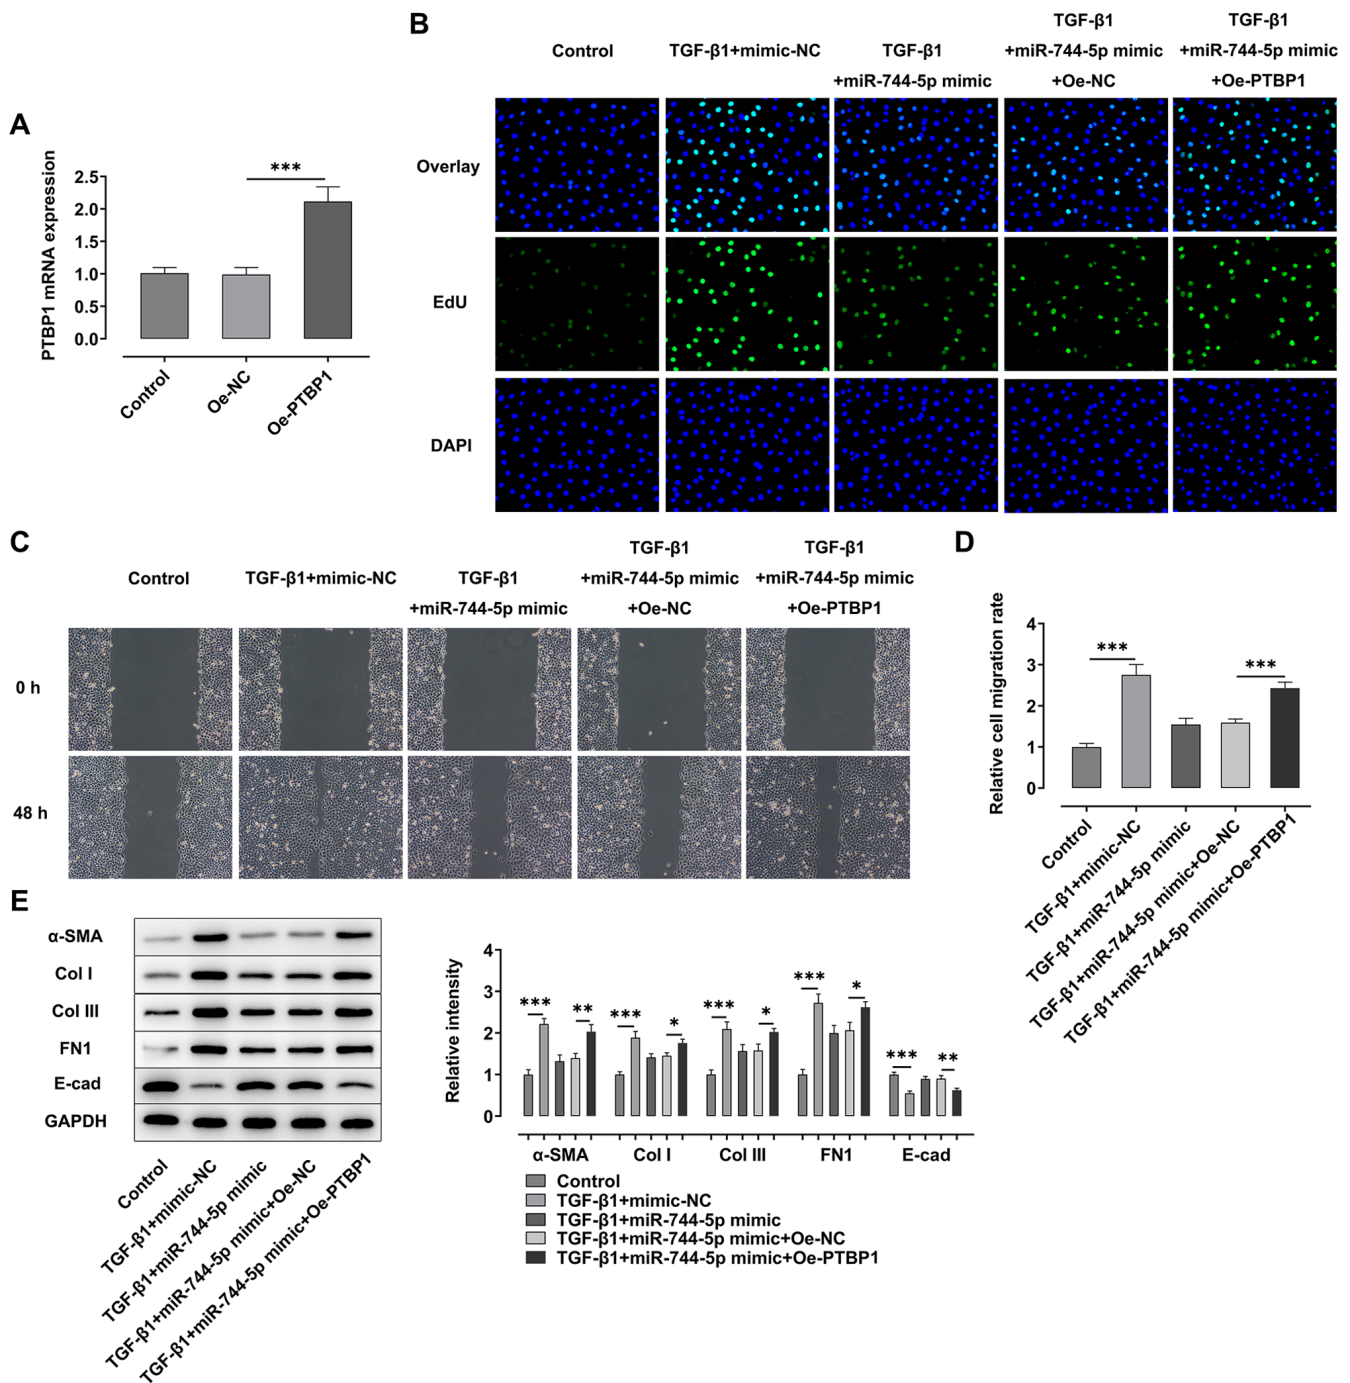 A
PTBP1 mRNA expression
2.5
2.0
1.5
1.0
0.5
0.0
***
Control
Oe-NC
Oe-PTBP1
B
Control
TGF-β1+mimic-NC
TGF-β1
+miR-744-5p mimic
TGF-β1
+miR-744-5p mimic
+Oe-NC
TGF-β1
+miR-744-5p mimic
+Oe-PTBP1
Overlay
EdU
DAPI
C
Control
TGF-β1+mimic-NC
TGF-β1
+miR-744-5p mimic
TGF-β1
+miR-744-5p mimic
+Oe-NC
TGF-β1
+miR-744-5p mimic
+Oe-PTBP1
0 h
48 h
D
Relative cell migration rate
4
3
2
1
0
***
***
Control
TGF-β1+mimic-NC
TGF-β1+miR-744-5p mimic
TGF-β1+miR-744-5p mimic+Oe-NC
TGF-β1+miR-744-5p mimic+Oe-PTBP1
E
α-SMA
Col I
Col III
FN1
E-cad
GAPDH
Control
TGF-β1+mimic-NC
TGF-β1+miR-744-5p mimic
TGF-β1+miR-744-5p mimic+Oe-NC
TGF-β1+miR-744-5p mimic+Oe-PTBP1
Relative intensity
4
3
2
1
0
*** **
*** *
*** *
*** *
*** **
α-SMA Col I Col III FN1 E-cad
Control
TGF-β1+mimic-NC
TGF-β1+miR-744-5p mimic
TGF-β1+miR-744-5p mimic+Oe-NC
TGF-β1+miR-744-5p mimic+Oe-PTBP1